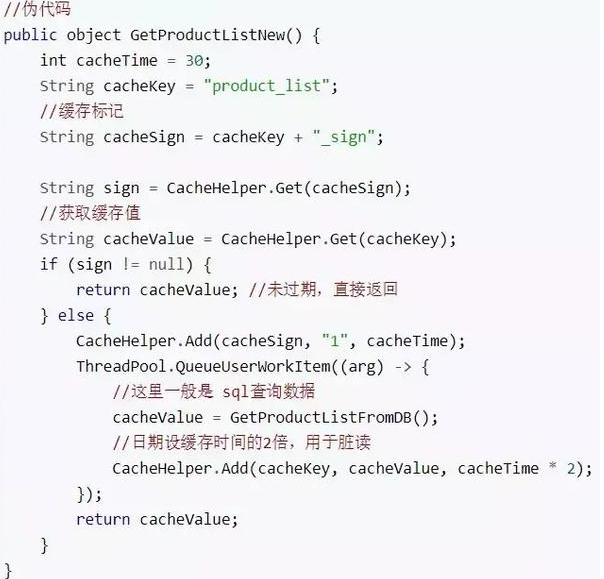 //伪代码
public object GetProductListNew() {
    int cacheTime = 30;
    String cacheKey = "product_list";
    //缓存标记
    String cacheSign = cacheKey + "_sign";

    String sign = CacheHelper.Get(cacheSign);
    //获取缓存值
    String cacheValue = CacheHelper.Get(cacheKey);
    if (sign != null) {
        return cacheValue; //未过期，直接返回
    } else {
        CacheHelper.Add(cacheSign, "1", cacheTime);
        ThreadPool.QueueUserWorkItem((arg) -> {
            //这里一般是 sql查询数据
            cacheValue = GetProductListFromDB();
            //日期设缓存时间的2倍，用于脏读
            CacheHelper.Add(cacheKey, cacheValue, cacheTime * 2);
        });
        return cacheValue;
    }
}